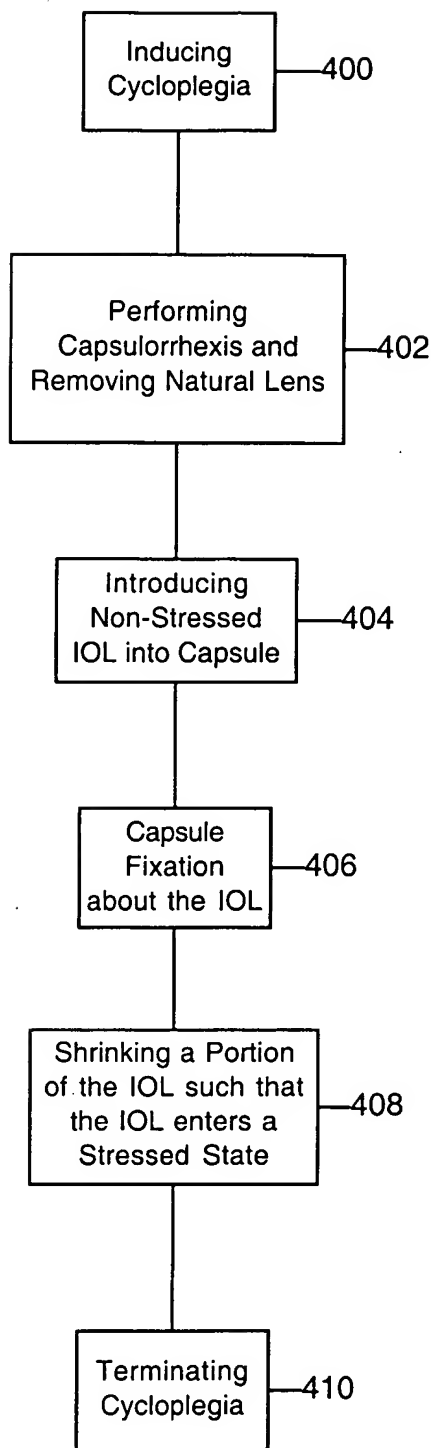 Inducing
Cycloplegia
400
Performing
Capsulorrhexis and
Removing Natural Lens
402
Introducing
Non-Stressed
IOL into Capsule
404
Capsule
Fixation
about the IOL
406
Shrinking a Portion
of the IOL such that
the IOL enters a
Stressed State
408
Terminating
Cycloplegia
410